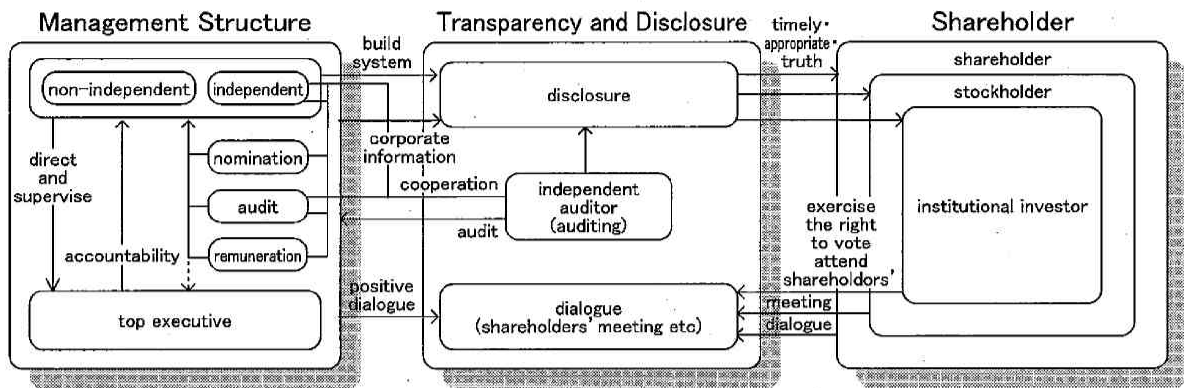 Management Structure
non-independent
independent
direct
and
supervise
nomination
audit
remuneration
accountability
top executive
build
system
corporate
information
cooperation
audit
positive
dialogue
Transparency and Disclosure
disclosure
independent
auditor
(auditing)
dialogue
(shareholders' meeting etc)
timely・
appropriate・
truth
exercise
the right
to vote
attend
shareholdors'
meeting
dialogue
Shareholder
shareholder
stockholder
institutional investor